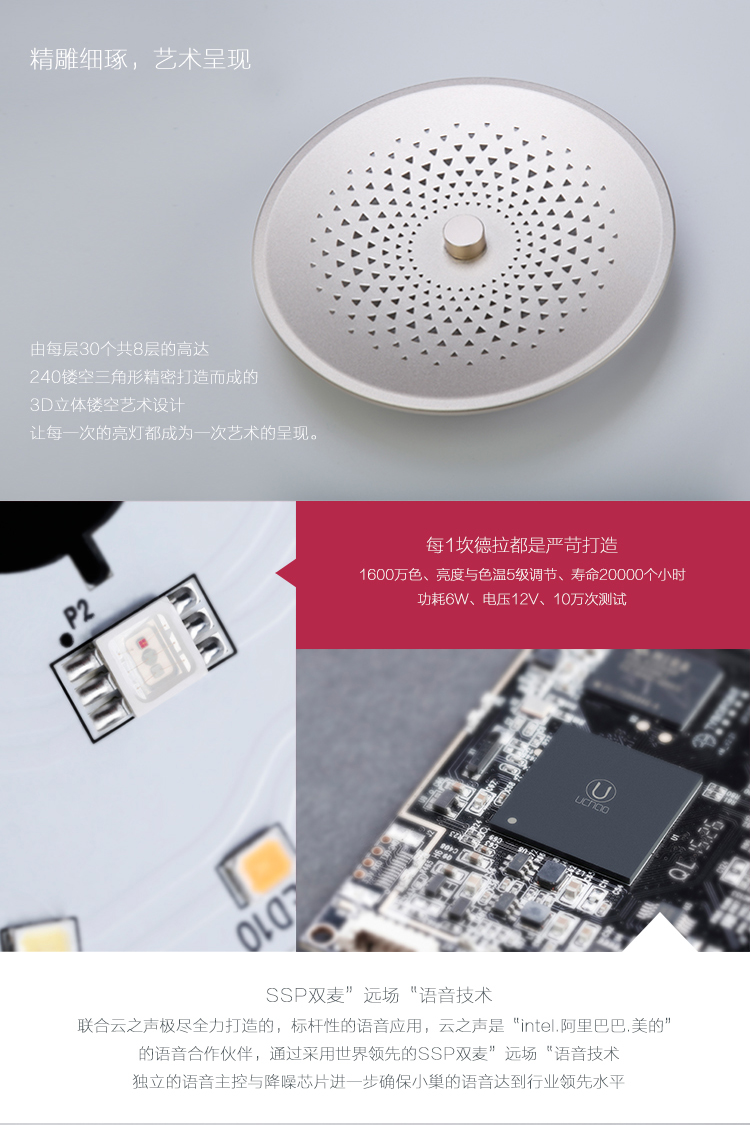 精雕细琢，艺术呈现
由每层30个共8层的高达
240镂空三角形精密打造而成的
3D立体镂空艺术设计
让每一次的亮灯都成为一次艺术的呈现。
每1坎德拉都是严苛打造
1600万色、亮度与色温5级调节、寿命20000个小时
功耗6W、电压12V、10万次测试
P2
LED10
U
UCNDO
QL
SSP双麦”远场“语音技术
联合云之声极尽全力打造的，标杆性的语音应用，云之声是“intel.阿里巴巴.美的”
的语音合作伙伴，通过采用世界领先的SSP双麦”远场“语音技术
独立的语音主控与降噪芯片进一步确保小巢的语音达到行业领先水平